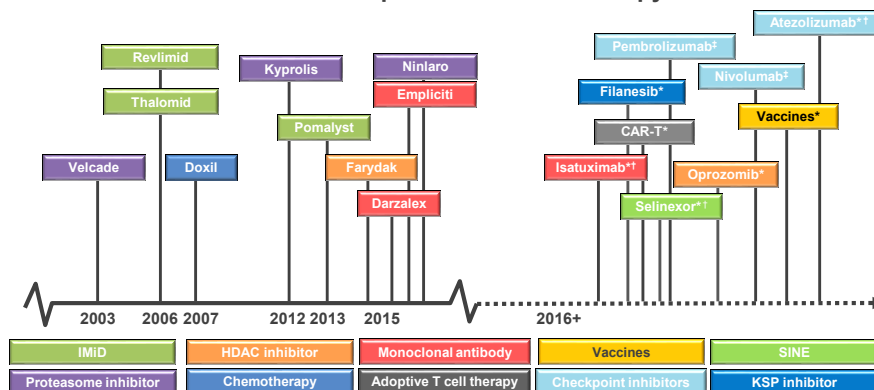 Atezolizumab*†
Revlimid
Pembrolizumab‡
Kyprolis
Ninlaro
Nivolumab‡
Thalomid
Empliciti
Filanesib*
Pomalyst
CAR-T*
Vaccines*
Velcade
Doxil
Farydak
Isatuximab*†
Oprozomib*
Darzalex
Selinexor*†
2003 2006 2007 2012 2013 2015 2016+
IMiD HDAC inhibitor Monoclonal antibody Vaccines SINE
Proteasome inhibitor Chemotherapy Adoptive T cell therapy Checkpoint inhibitors KSP inhibitor